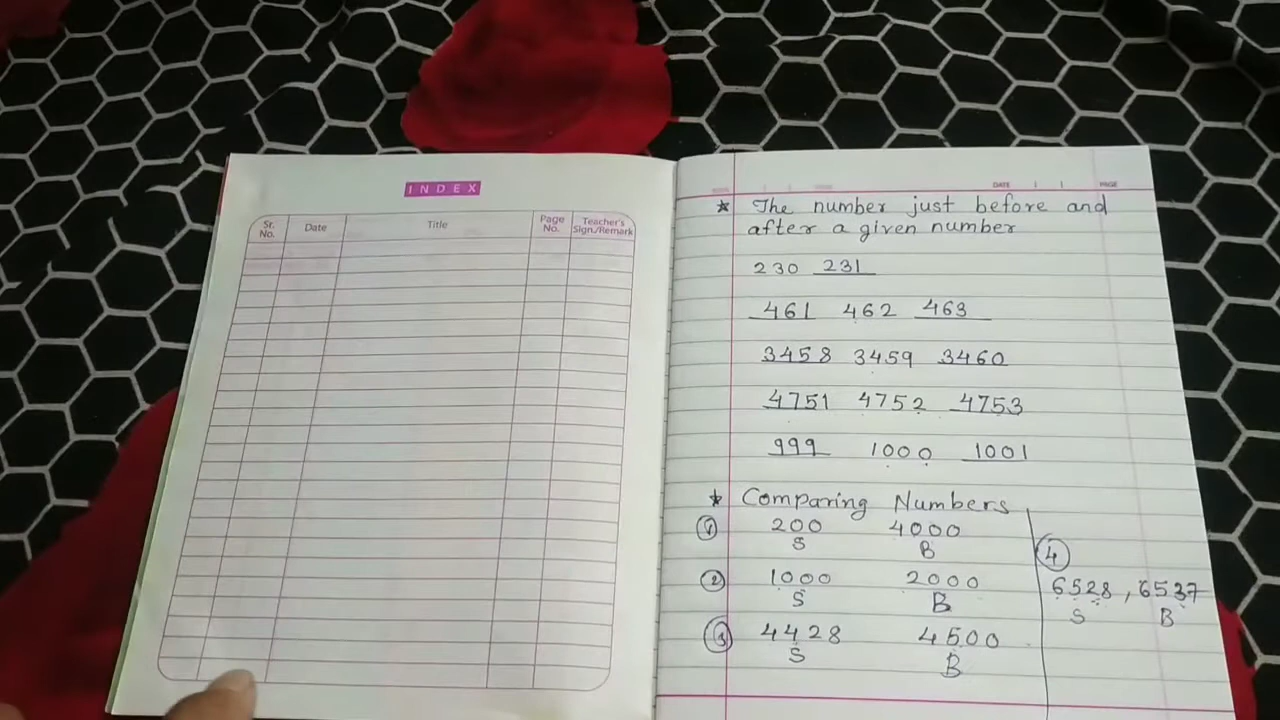 INDEX
Sr. No. Date Title Page No. Teacher's Sign./Remark
DATE PAGE
* The number just before and
after a given number
230 231
461 462 463
3458 3459 3460
4751 4752 4753
999 1000 1001
* Comparing Numbers
1 200 4000
S B
2 1000 2000
S B
3 4428 4500
S B
4
6528, 6537
S B